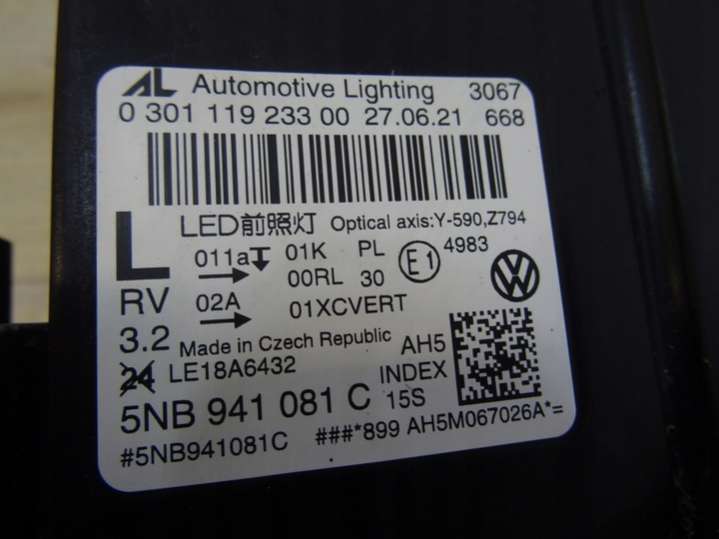 AL Automotive Lighting 3067
0 301 119 233 00 27.06.21 668
L LED前照灯 Optical axis:Y-590,Z794
011a 01K PL E1 4983
00RL 30
RV 02A 01XCVERT
3.2 Made in Czech Republic AH5
24 LE18A6432 INDEX
5NB 941 081 C 15S
#5NB941081C ###*899 AH5M067026A*=
VW